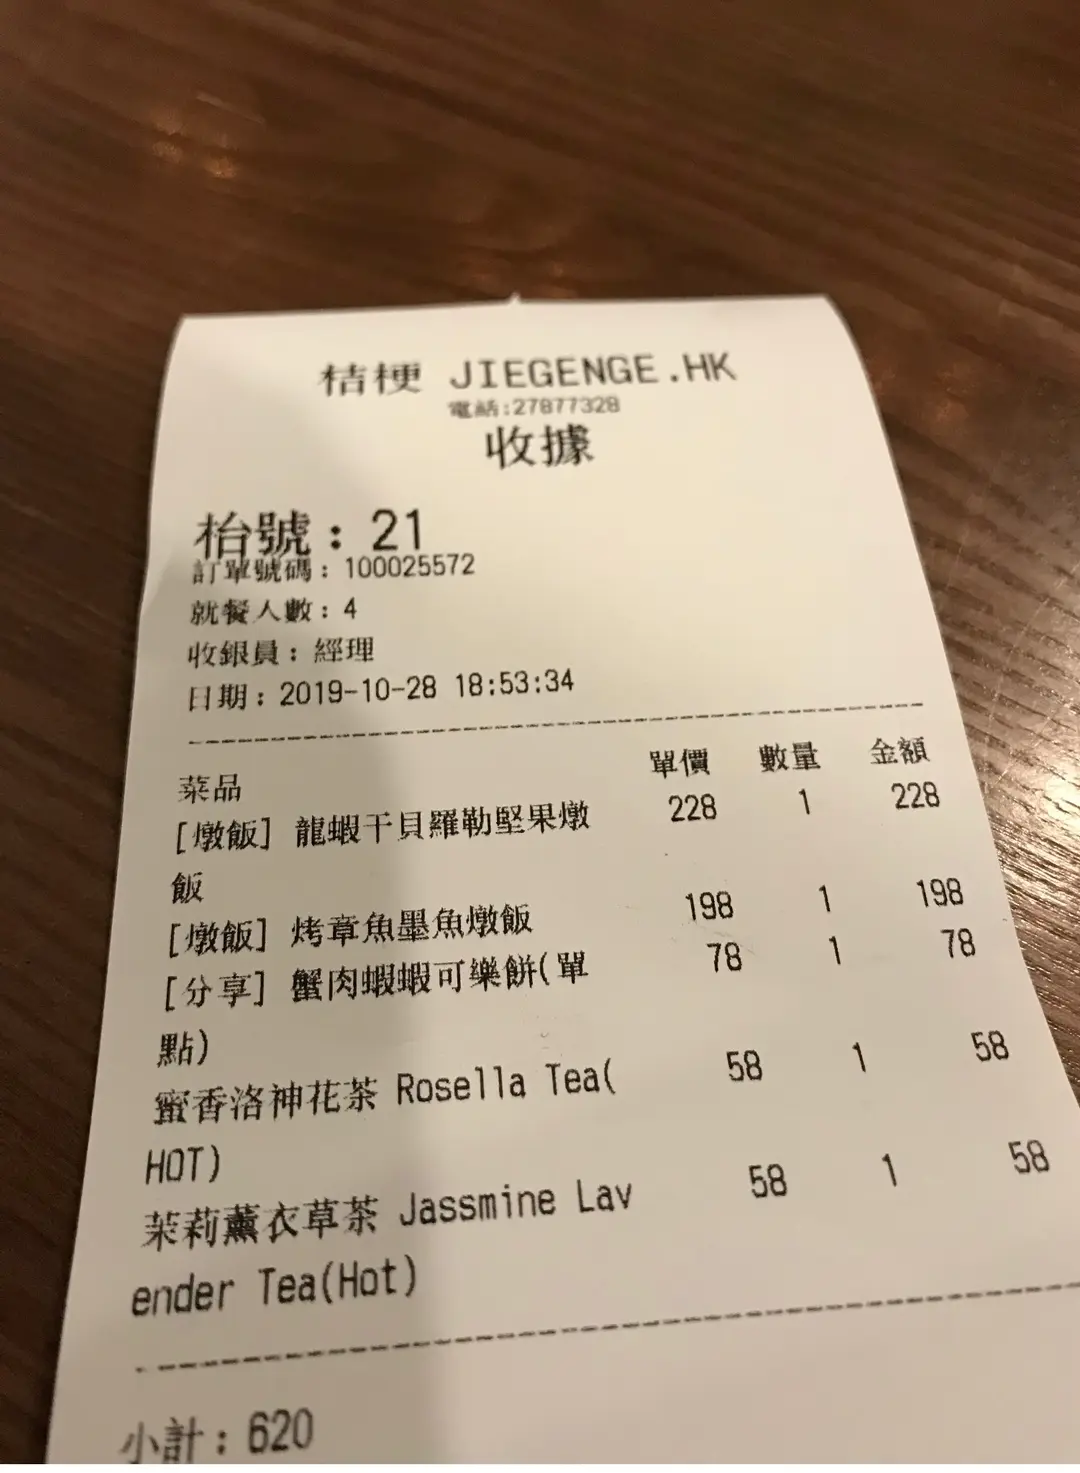 桔梗 JIEGENGE.HK
電話:27877328
收據
枱號：21
訂單號碼：100025572
就餐人數：4
收銀員：經理
日期：2019-10-28 18:53:34
菜品 單價 數量 金額
[燉飯] 龍蝦干貝羅勒堅果燉 228 1 228
飯
[燉飯] 烤章魚墨魚燉飯 198 1 198
[分享] 蟹肉蝦蝦可樂餅(單 78 1 78
點)
蜜香洛神花茶 Rosella Tea( 58 1 58
HOT)
茉莉薰衣草茶 Jassmine Lav 58 1 58
ender Tea(Hot)
小計：620